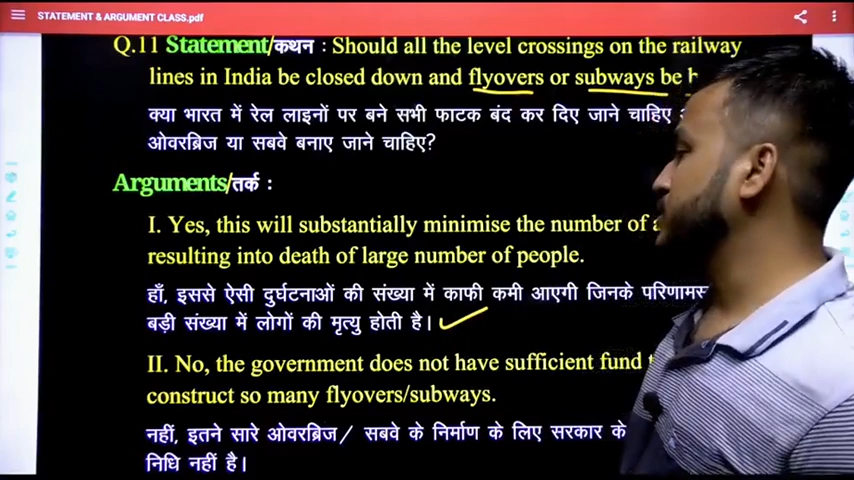 STATEMENT & ARGUMENT CLASS.pdf
Q.11 Statement/कथन : Should all the level crossings on the railway
lines in India be closed down and flyovers or subways be
क्या भारत में रेल लाइनों पर बने सभी फाटक बंद कर दिए जाने चाहिए
ओवरब्रिज या सबवे बनाए जाने चाहिए?
Arguments/तर्क :
I. Yes, this will substantially minimise the number of
resulting into death of large number of people.
हाँ, इससे ऐसी दुर्घटनाओं की संख्या में काफी कमी आएगी जिनके
बड़ी संख्या में लोगों की मृत्यु होती है।
II. No, the government does not have sufficient fund
construct so many flyovers/subways.
नहीं, इतने सारे ओवरब्रिज/ सबवे के निर्माण के लिए सरकार के
निधि नहीं है।